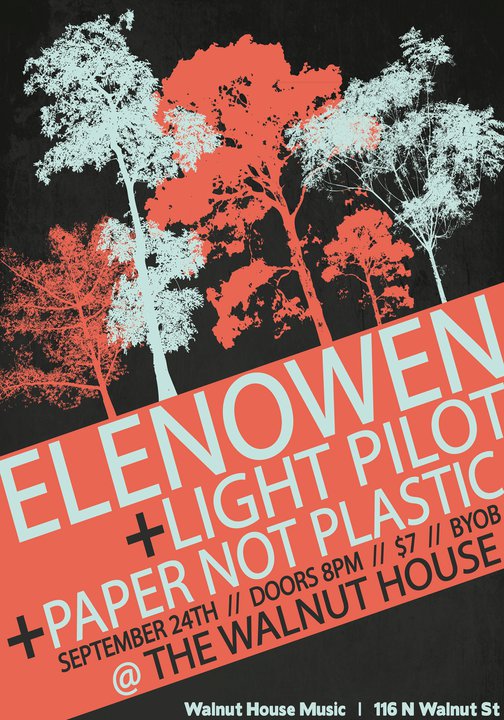 ELENOWEN
+LIGHT PILOT
+PAPER NOT PLASTIC
SEPTEMBER 24TH // DOORS 8PM // $7 // BYOB
@ THE WALNUT HOUSE
Walnut House Music | 116 N Walnut St